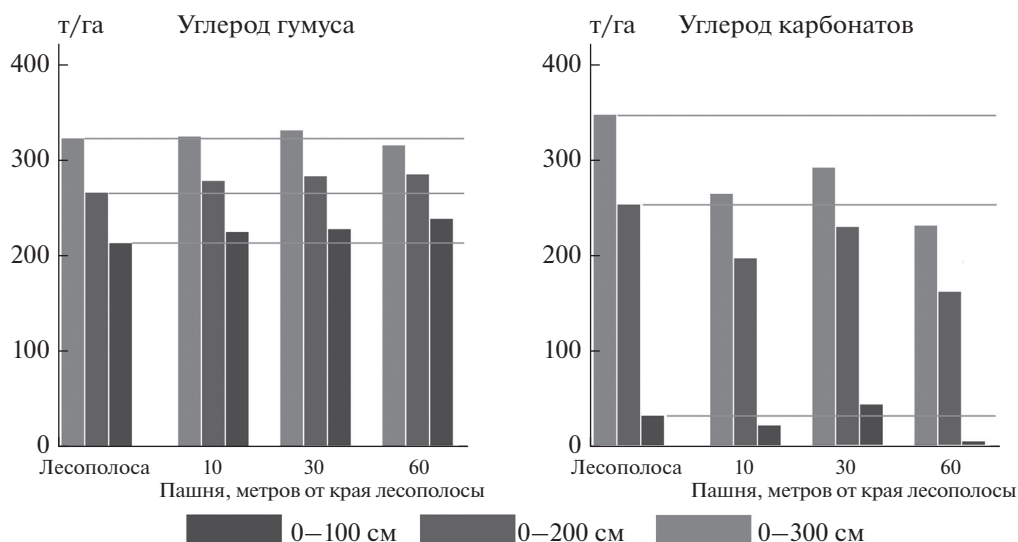 т/га Углерод гумуса
400
300
200
100
0
Лесополоса 10 30 60
Пашня, метров от края лесополосы
т/га Углерод карбонатов
400
300
200
100
0
Лесополоса 10 30 60
Пашня, метров от края лесополосы
0–100 см 0–200 см 0–300 см